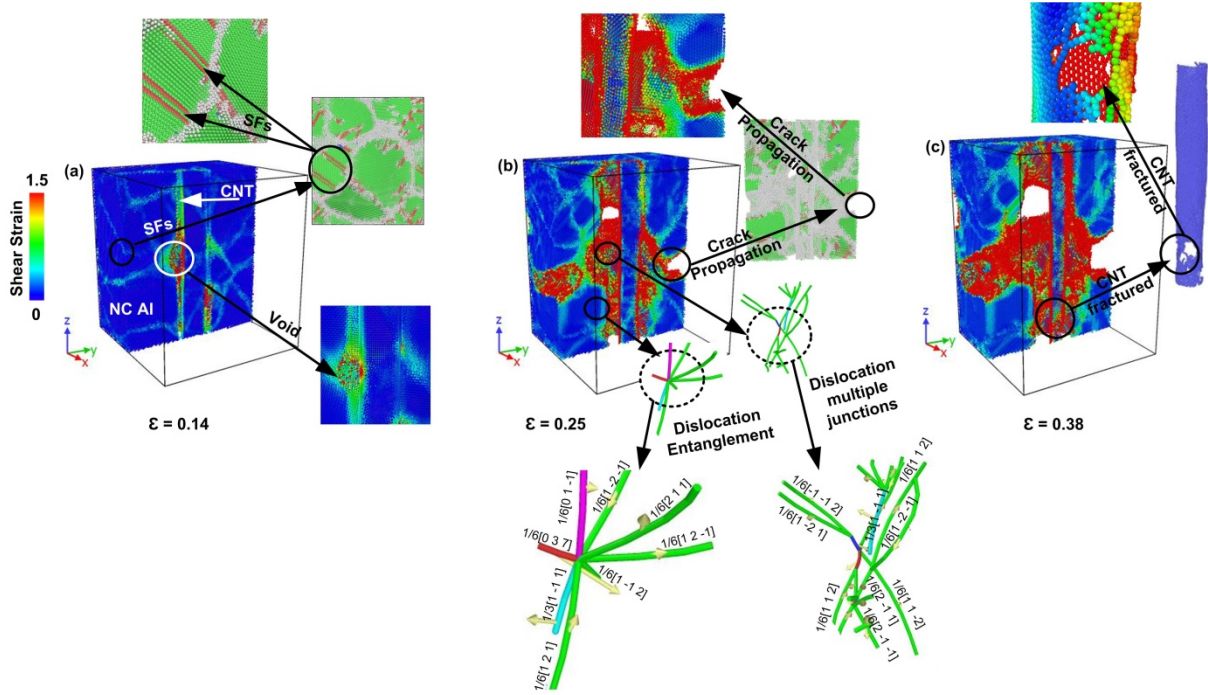 SFs
(a)
1.5
Shear Strain
0
CNT
SFs
NC Al
Void
z
y
x
Ɛ = 0.14
(b)
Crack
Propagation
Crack
Propagation
z
y
x
Ɛ = 0.25
Dislocation
Entanglement
Dislocation
multiple
junctions
1/6[0 1 -1]
1/6[1 -2 -1]
1/6[2 1 1]
1/6[0 3 7]
1/6[1 2 -1]
1/6[1 -1 2]
1/3[1 -1 1]
1/6[1 2 1]
1/6[-1 -1 2]
1/6[1 -2 1]
1/3[1 -1 -1]
1/6[1 1 2]
1/6[1 -2 -1]
1/6[1 1 2]
1/6[2 -1 1]
1/6[2 -1 -1]
1/6[1 1 -2]
(c)
CNT
fractured
CNT
fractured
z
y
x
Ɛ = 0.38